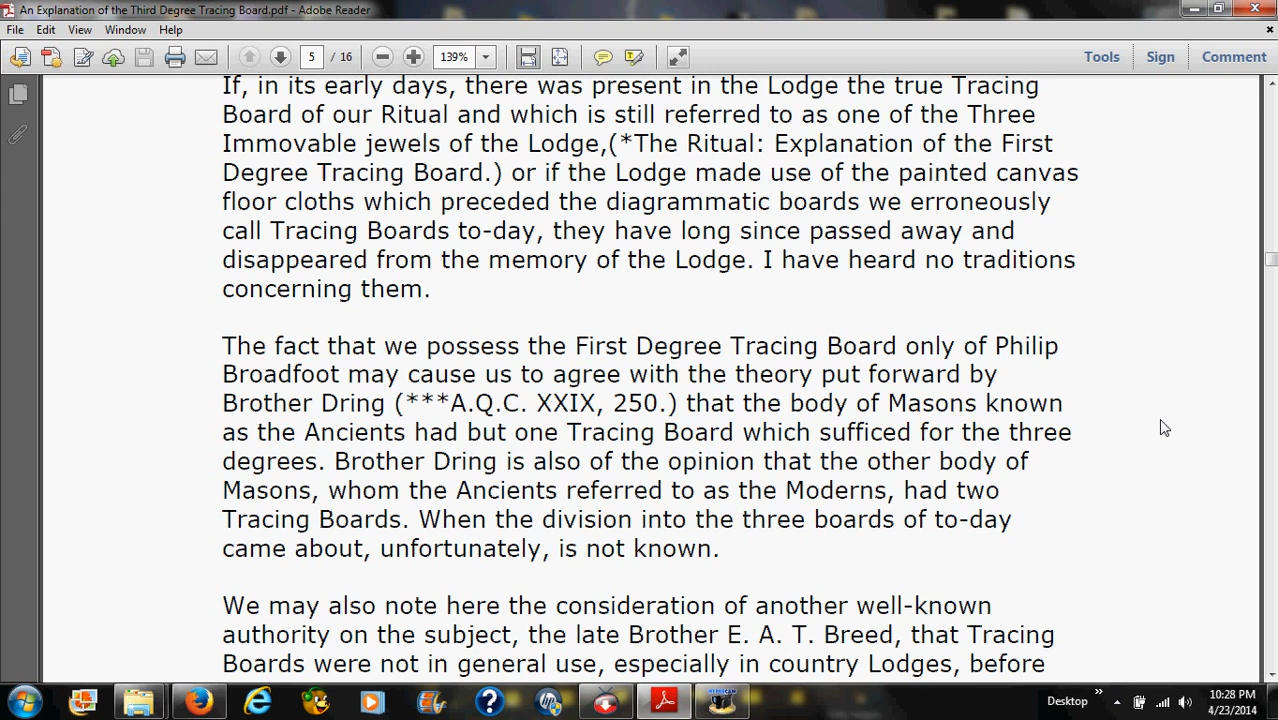 An Explanation of the Third Degree Tracing Board.pdf - Adobe Reader
File Edit View Window Help
5 / 16 139% Tools Sign Comment
If, in its early days, there was present in the Lodge the true Tracing
Board of our Ritual and which is still referred to as one of the Three
Immovable jewels of the Lodge,(*The Ritual: Explanation of the First
Degree Tracing Board.) or if the Lodge made use of the painted canvas
floor cloths which preceded the diagrammatic boards we erroneously
call Tracing Boards to-day, they have long since passed away and
disappeared from the memory of the Lodge. I have heard no traditions
concerning them.
The fact that we possess the First Degree Tracing Board only of Philip
Broadfoot may cause us to agree with the theory put forward by
Brother Dring (***A.Q.C. XXIX, 250.) that the body of Masons known
as the Ancients had but one Tracing Board which sufficed for the three
degrees. Brother Dring is also of the opinion that the other body of
Masons, whom the Ancients referred to as the Moderns, had two
Tracing Boards. When the division into the three boards of to-day
came about, unfortunately, is not known.
We may also note here the consideration of another well-known
authority on the subject, the late Brother E. A. T. Breed, that Tracing
Boards were not in general use, especially in country Lodges, before
Desktop 10:28 PM
4/23/2014